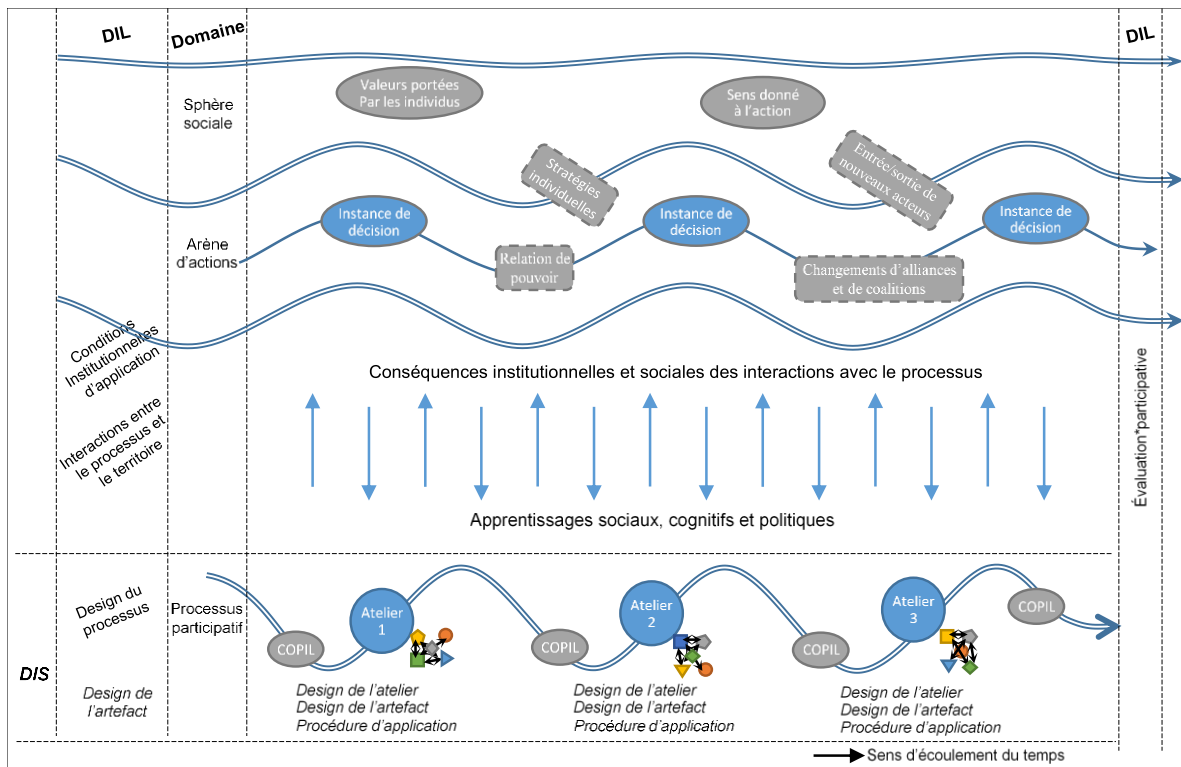 DIL
Domaine
DIL
Valeurs portées
Par les individus
Sens donné
à l'action
Sphère
sociale
Stratégies
individuelles
Entrée/sortie de
nouveaux acteurs
Instance de
décision
Instance de
décision
Instance de
décision
Arène
d'actions
Relation de
pouvoir
Changements d'alliances
et de coalitions
Conditions
Institutionnelles
d'application
Conséquences institutionnelles et sociales des interactions avec le processus
Interactions entre
le processus et
le territoire
Évaluation*participative
Apprentissages sociaux, cognitifs et politiques
Design du
processus
Processus
participatif
Atelier
1
Atelier
2
Atelier
3
COPIL
COPIL
COPIL
COPIL
DIS
Design de
l'artefact
Design de l'atelier
Design de l'artefact
Procédure d'application
Design de l'atelier
Design de l'artefact
Procédure d'application
Design de l'atelier
Design de l'artefact
Procédure d'application
Sens d'écoulement du temps